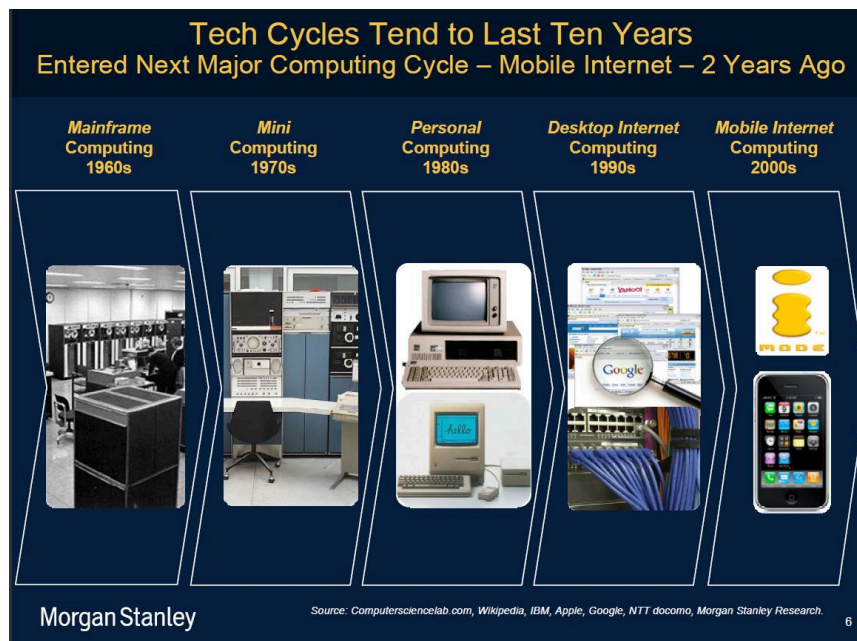 Tech Cycles Tend to Last Ten Years
Entered Next Major Computing Cycle – Mobile Internet – 2 Years Ago
Mainframe
Computing
1960s
Mini
Computing
1970s
Personal
Computing
1980s
Desktop Internet
Computing
1990s
Mobile Internet
Computing
2000s
YAHOO!
Google
hello
MODE
Morgan Stanley
Source: Computersciencelab.com, Wikipedia, IBM, Apple, Google, NTT docomo, Morgan Stanley Research.
6